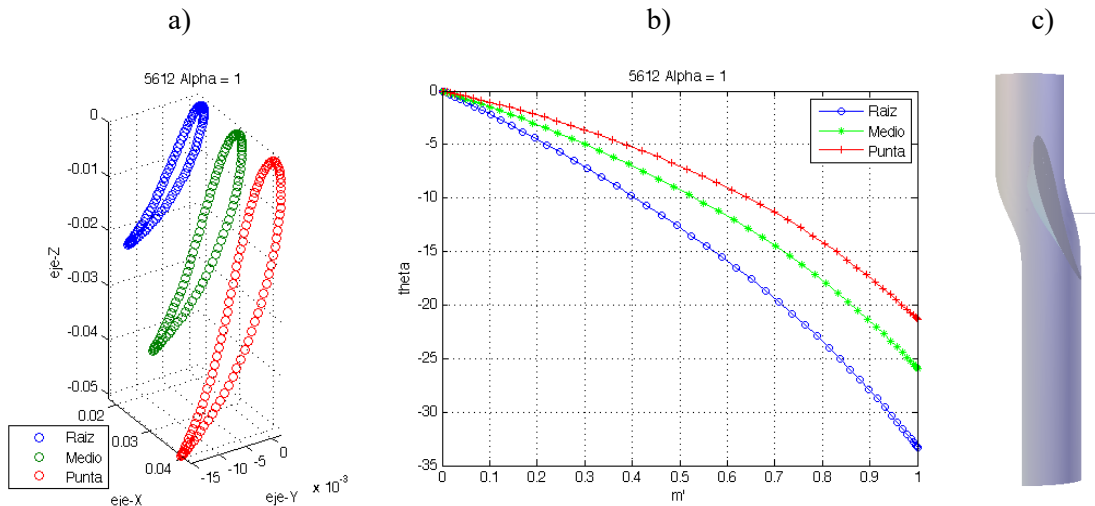 a)
b)
c)
5612 Alpha = 1
0
-0.01
-0.02
-0.03
-0.04
-0.05
eje-Z
0.02
0.03
0.04
eje-X
-15
-10
-5
0
x 10⁻³
eje-Y
Raiz
Medio
Punta
5612 Alpha = 1
0
-5
-10
-15
-20
-25
-30
-35
theta
0
0.1
0.2
0.3
0.4
0.5
0.6
0.7
0.8
0.9
1
m'
Raiz
Medio
Punta